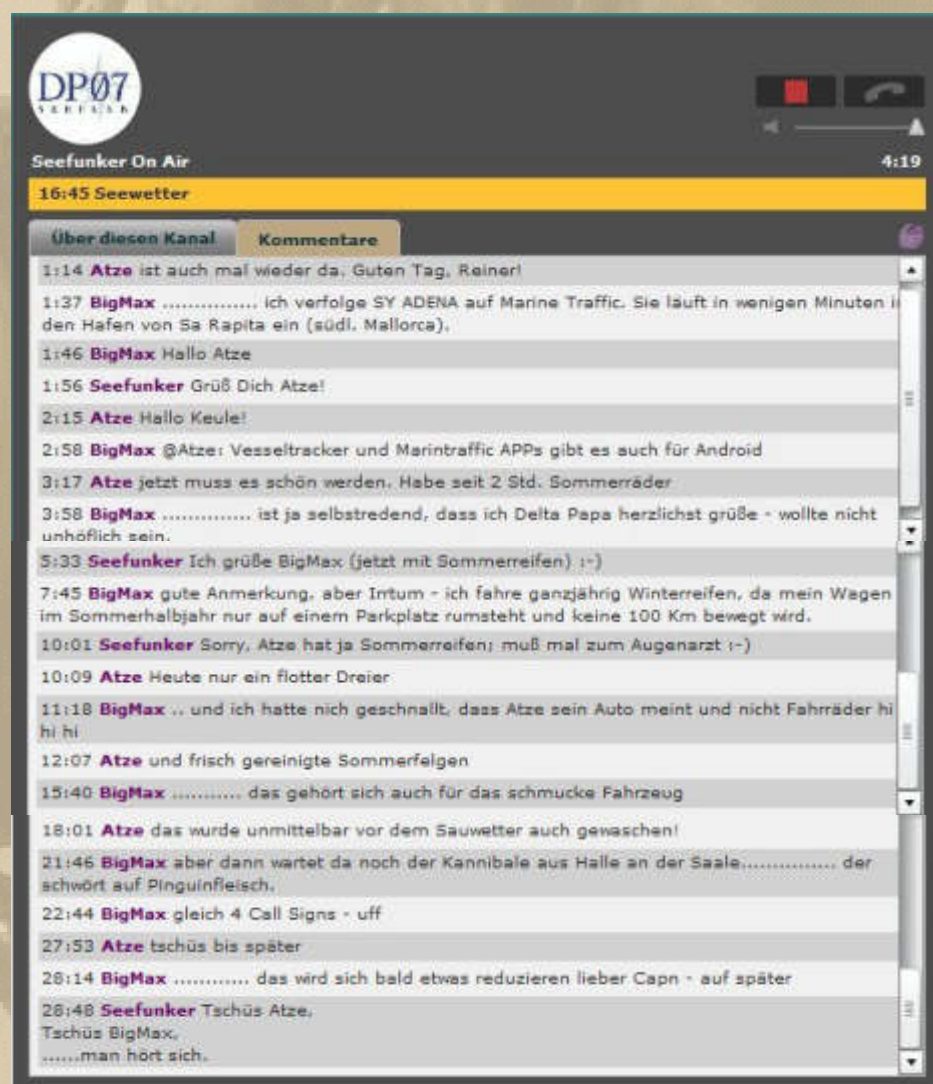 DP07
SEEFUNK
Seefunker On Air
4:19
16:45 Seewetter
Über diesen Kanal
Kommentare
1:14 Atze ist auch mal wieder da. Guten Tag, Reiner!
1:37 BigMax ............... ich verfolge SY ADENA auf Marine Traffic. Sie läuft in wenigen Minuten in
den Hafen von Sa Rapita ein (südl. Mallorca).
1:46 BigMax Hallo Atze
1:56 Seefunker Grüß Dich Atze!
2:15 Atze Hallo Keule!
2:58 BigMax @Atze: Vesseltracker und Marintraffic APPs gibt es auch für Android
3:17 Atze jetzt muss es schön werden. Habe seit 2 Std. Sommerräder
3:58 BigMax .............. ist ja selbstredend, dass ich Delta Papa herzlichst grüße - wollte nicht
unhöflich sein.
5:33 Seefunker Ich grüße BigMax (jetzt mit Sommerreifen) :-)
7:45 BigMax gute Anmerkung, aber Irrtum - ich fahre ganzjährig Winterreifen, da mein Wagen
im Sommerhalbjahr nur auf einem Parkplatz rumsteht und keine 100 Km bewegt wird.
10:01 Seefunker Sorry, Atze hat ja Sommerreifen; muß mal zum Augenarzt :-)
10:09 Atze Heute nur ein flotter Dreier
11:18 BigMax .. und ich hatte nich geschnallt, dass Atze sein Auto meint und nicht Fahrräder hi
hi hi
12:07 Atze und frisch gereinigte Sommerfelgen
15:40 BigMax ........... das gehört sich auch für das schmucke Fahrzeug
18:01 Atze das wurde unmittelbar vor dem Sauwetter auch gewaschen!
21:46 BigMax aber dann wartet da noch der Kannibale aus Halle an der Saale............... der
schwört auf Pinguinfleisch.
22:44 BigMax gleich 4 Call Signs - uff
27:53 Atze tschüs bis später
28:14 BigMax ............ das wird sich bald etwas reduzieren lieber Capn - auf später
28:48 Seefunker Tschüs Atze,
Tschüs BigMax,
......man hört sich.